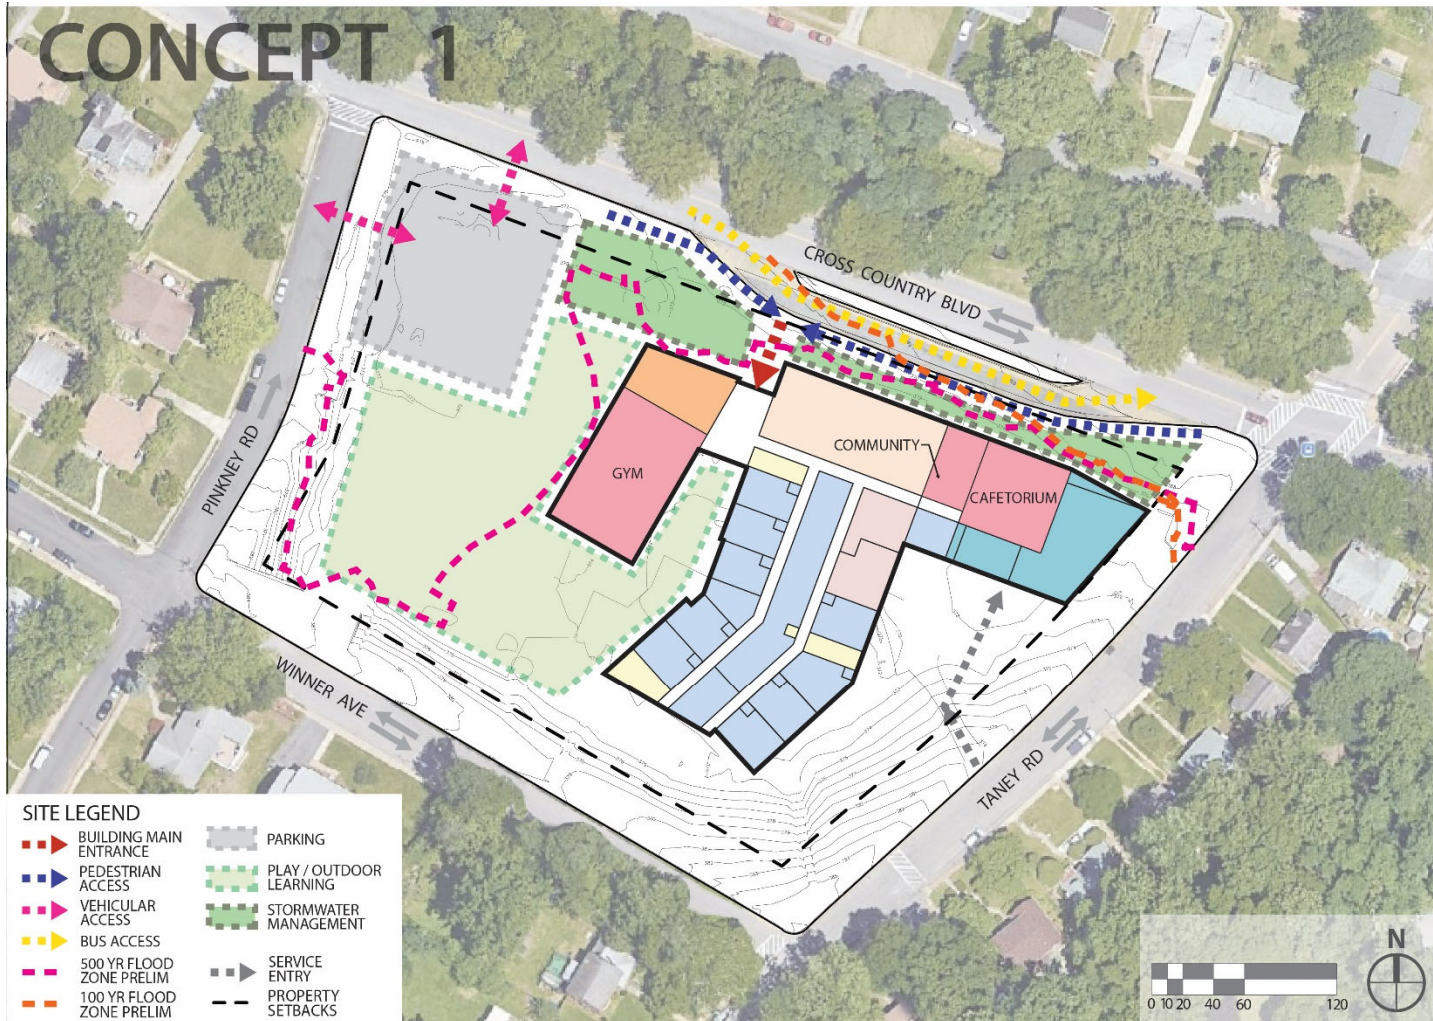 CONCEPT 1
CROSS COUNTRY BLVD
PINKNEY RD
COMMUNITY
GYM
CAFETORIUM
WINNER AVE
TANEY RD
SITE LEGEND
BUILDING MAIN
ENTRANCE
PEDESTRIAN
ACCESS
VEHICULAR
ACCESS
BUS ACCESS
500 YR FLOOD
ZONE PRELIM
100 YR FLOOD
ZONE PRELIM
PARKING
PLAY / OUTDOOR
LEARNING
STORMWATER
MANAGEMENT
SERVICE
ENTRY
PROPERTY
SETBACKS
N
0 10 20 40 60 120